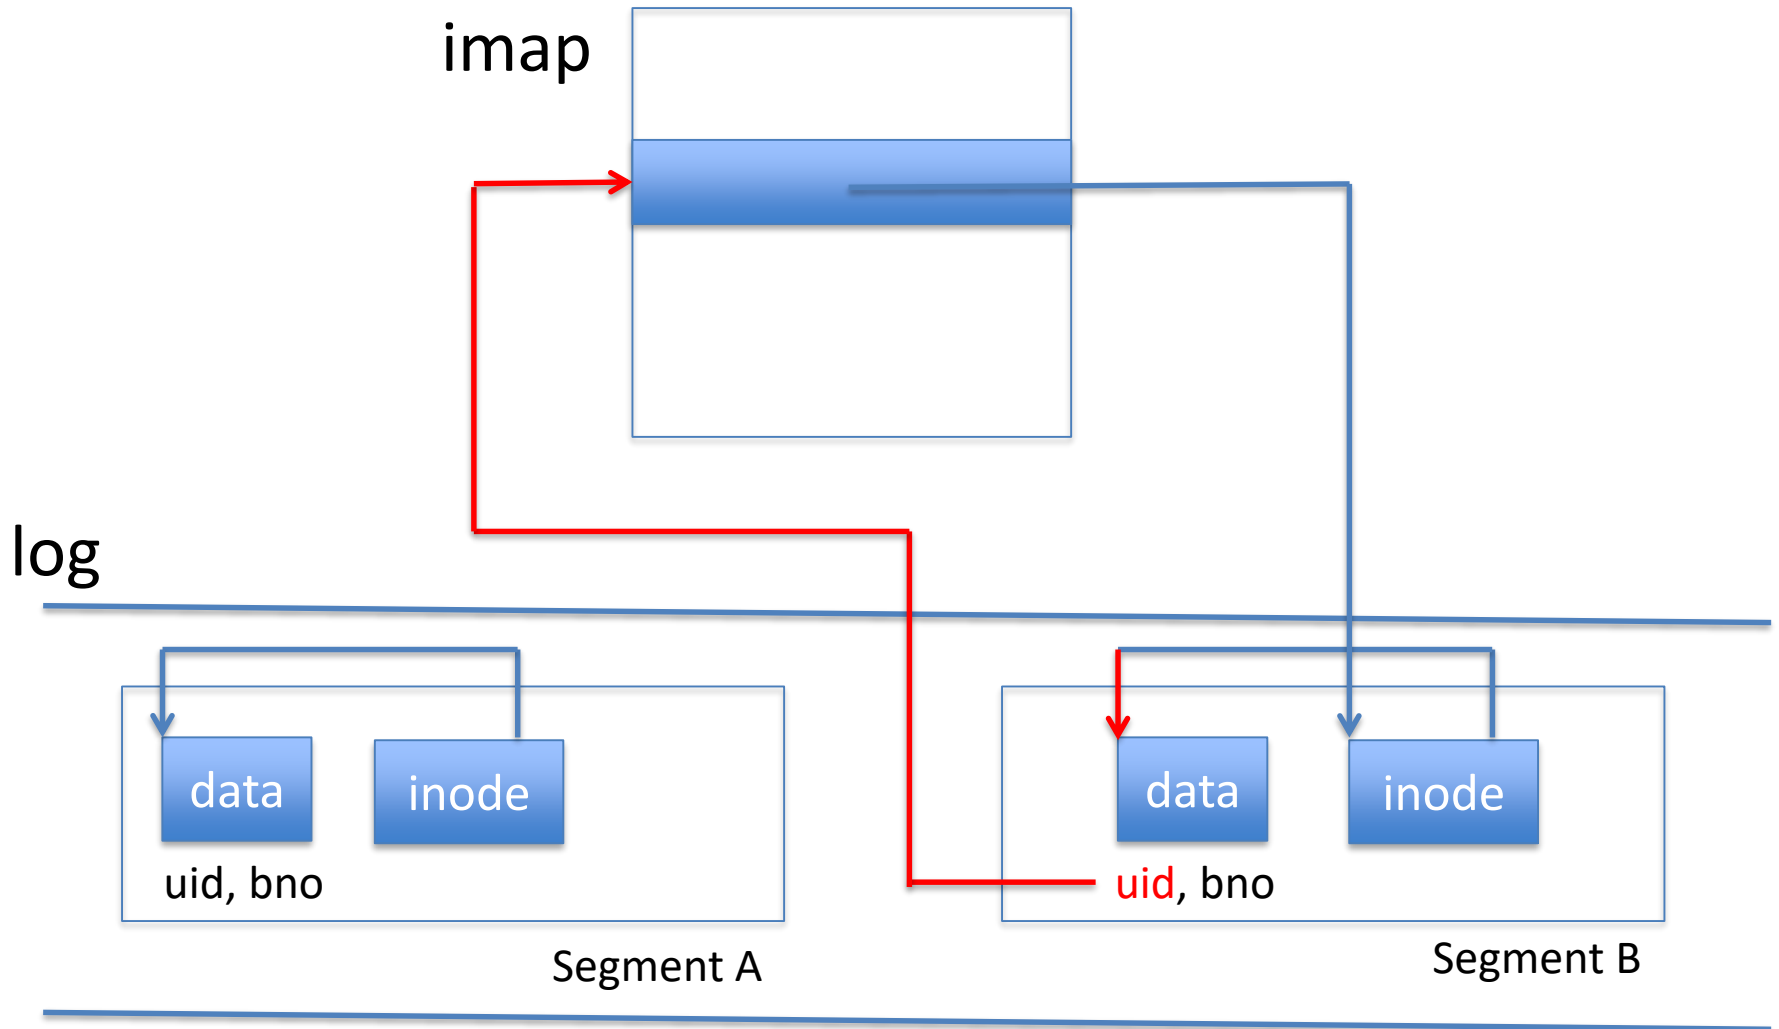 imap
log
data
inode
uid, bno
Segment A
data
inode
uid, bno
Segment B